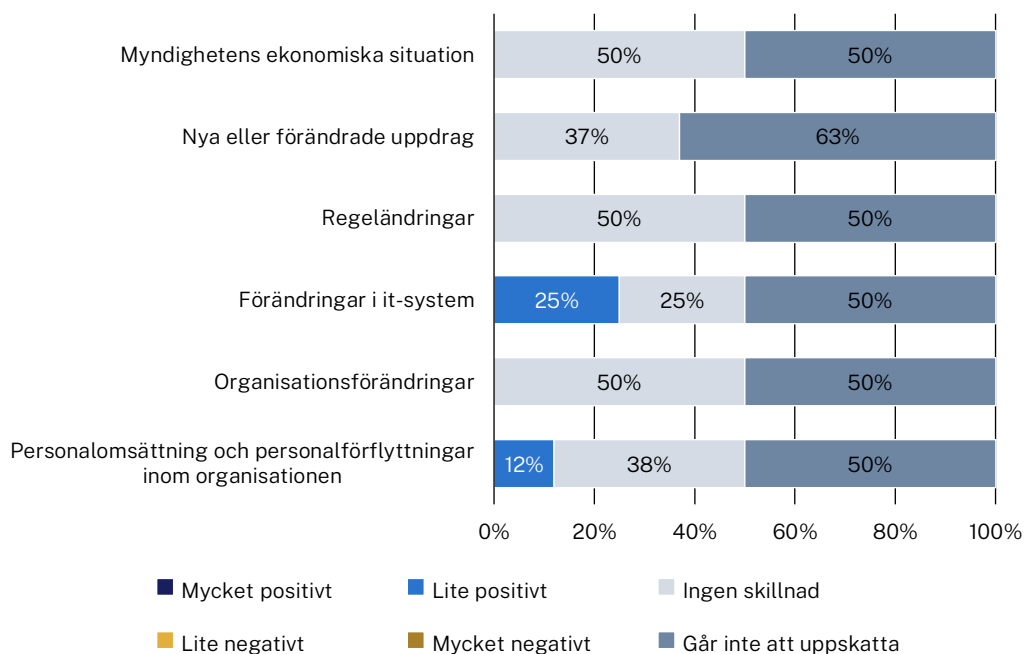 Myndighetens ekonomiska situation
50% 50%
Nya eller förändrade uppdrag
37% 63%
Regeländringar
50% 50%
Förändringar i it-system
25% 25% 50%
Organisationsförändringar
50% 50%
Personalomsättning och personalförflyttningar
inom organisationen
12% 38% 50%
0% 20% 40% 60% 80% 100%
Mycket positivt Lite positivt Ingen skillnad
Lite negativt Mycket negativt Går inte att uppskatta